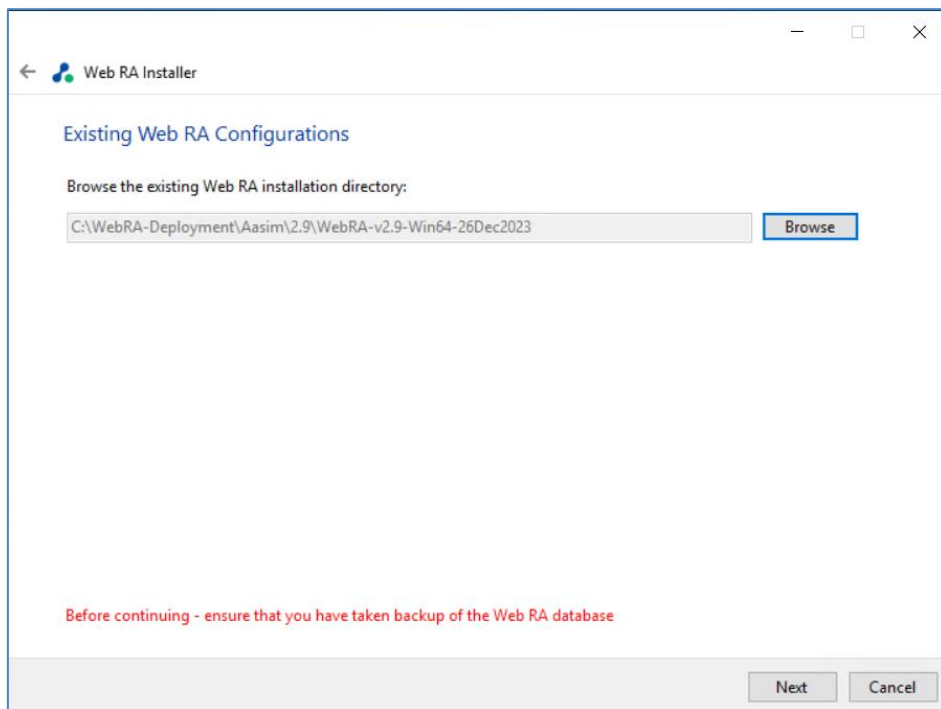 Web RA Installer
Existing Web RA Configurations
Browse the existing Web RA installation directory:
C:\WebRA-Deployment\Aasim\2.9\WebRA-v2.9-Win64-26Dec2023
Browse
Before continuing - ensure that you have taken backup of the Web RA database
Next
Cancel